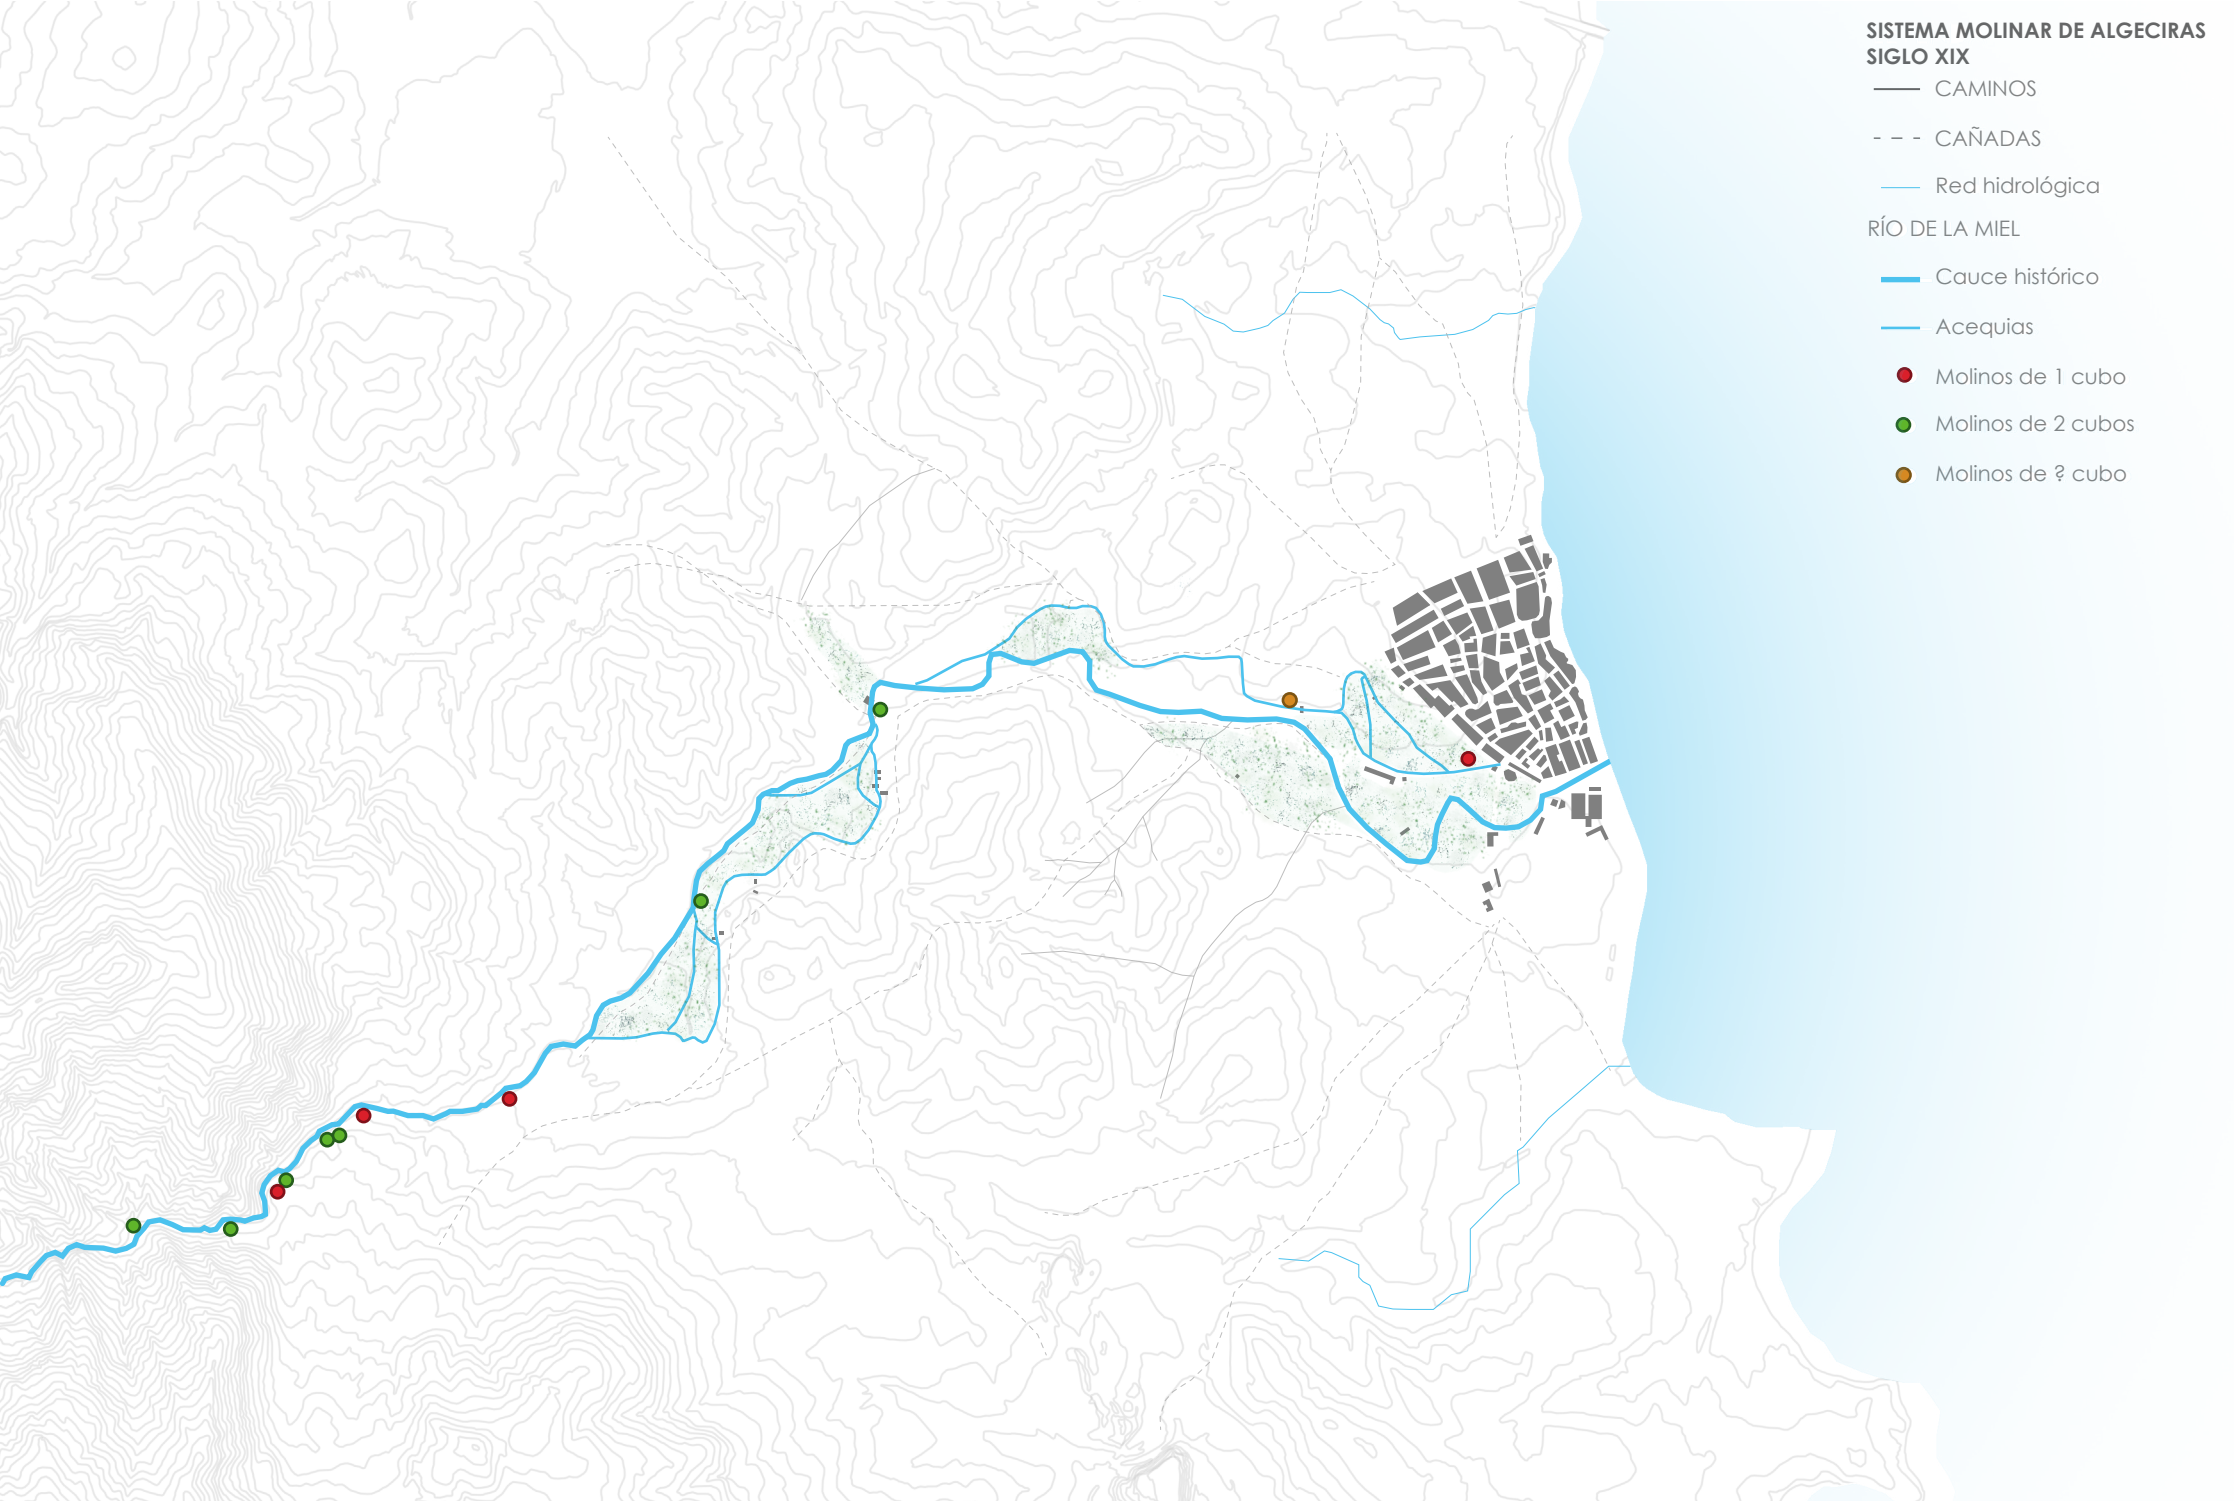 SISTEMA MOLINAR DE ALGECIRAS
SIGLO XIX
CAMINOS
CAÑADAS
Red hidrológica
RÍO DE LA MIEL
Cauce histórico
Acequias
Molinos de 1 cubo
Molinos de 2 cubos
Molinos de ? cubo